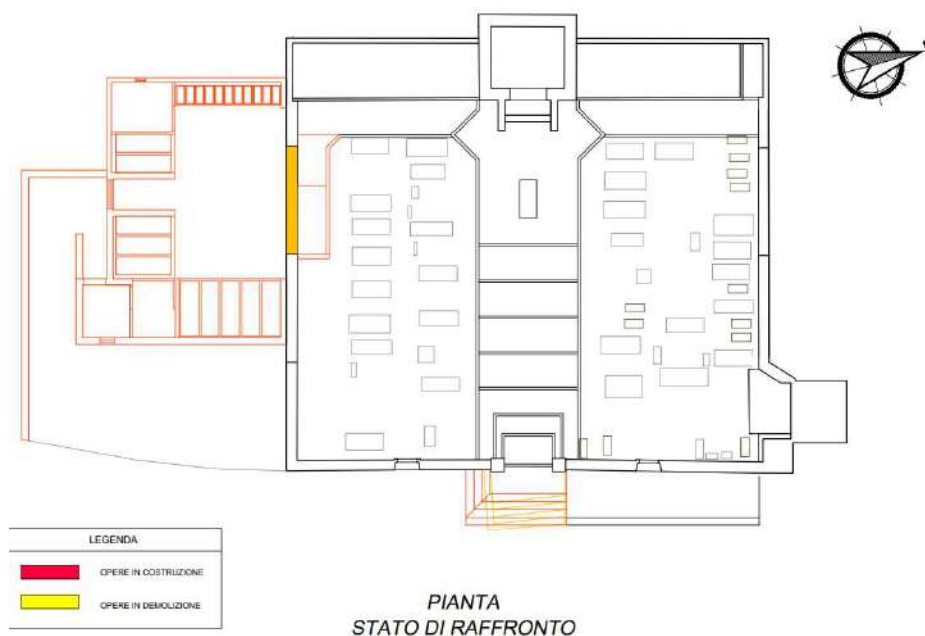 LEGENDA
OPERE IN COSTRUZIONE
OPERE IN DEMOLIZIONE
PIANTA
STATO DI RAFFRONTO